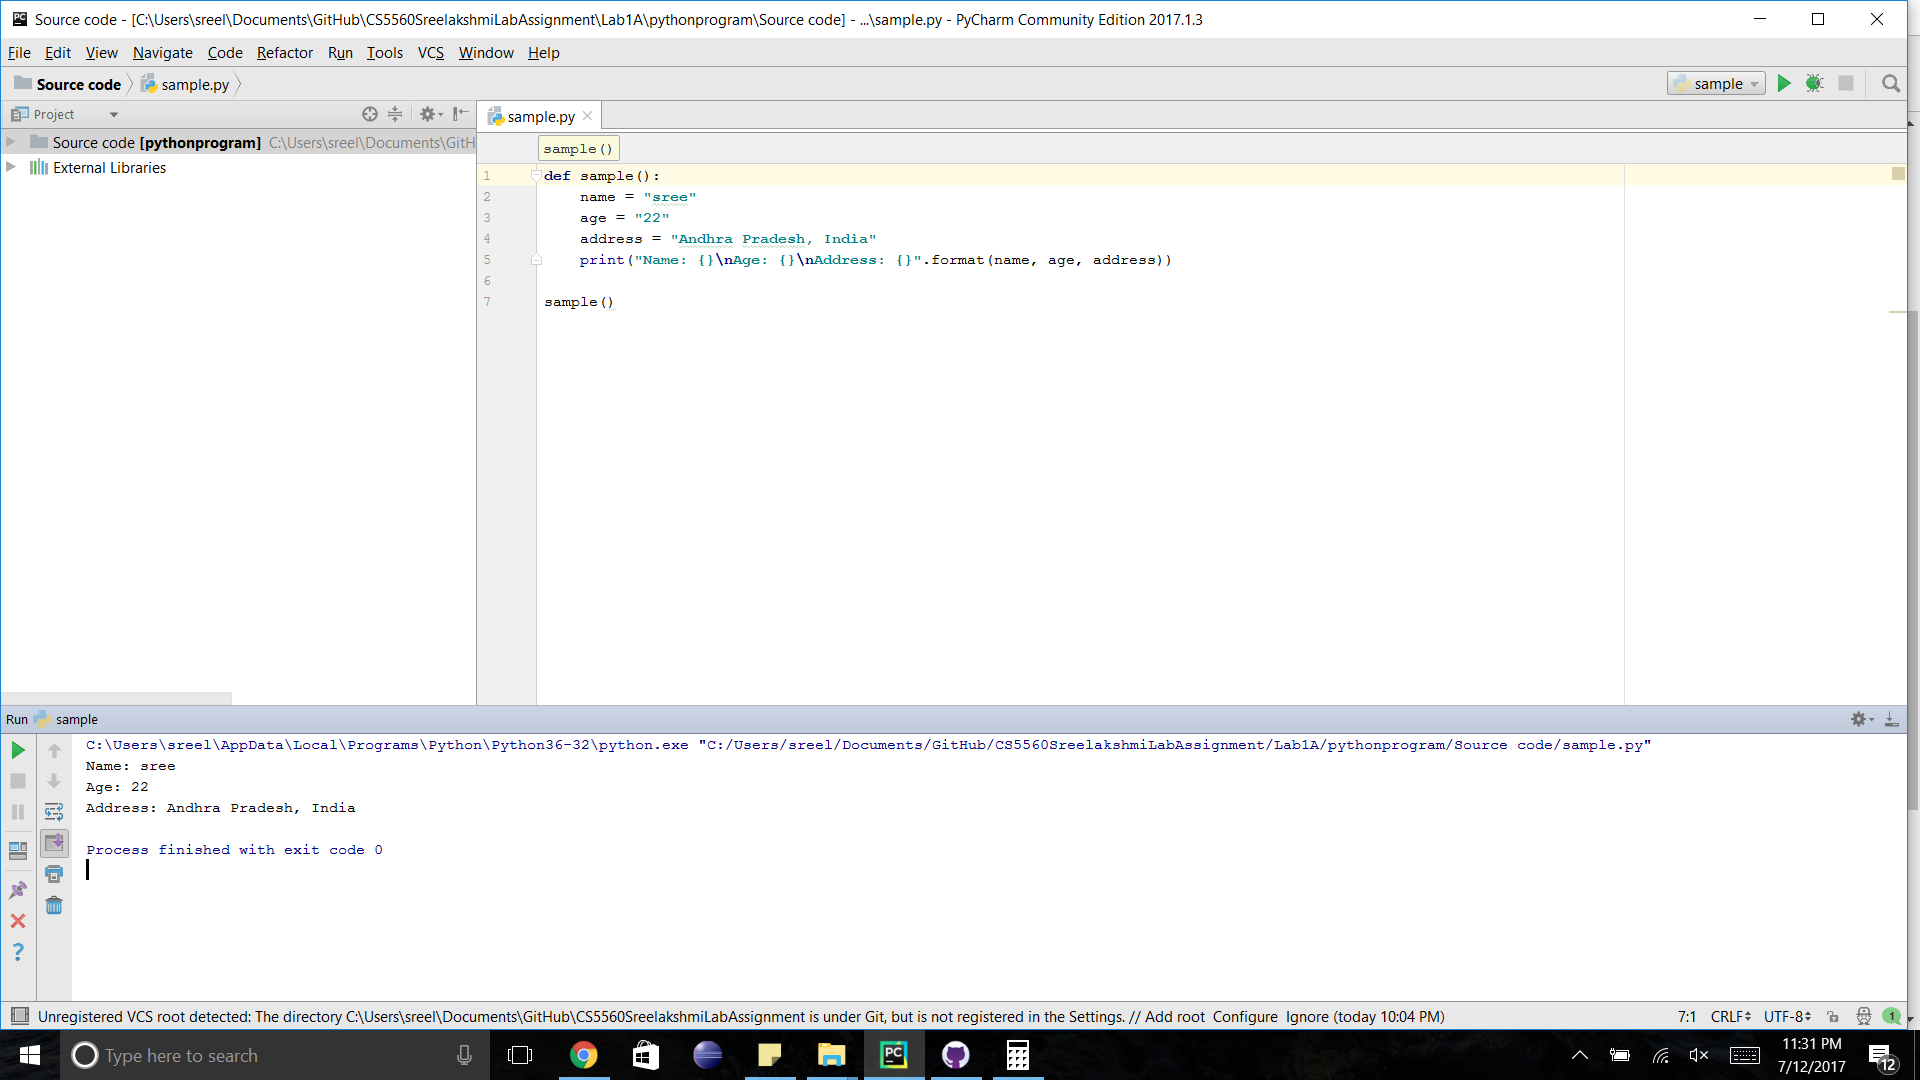 Source code - [C:\Users\sreel\Documents\GitHub\CS5560SreelakshmiLabAssignment\Lab1A\pythonprogram\Source code] - ...\sample.py - PyCharm Community Edition 2017.1.3
File Edit View Navigate Code Refactor Run Tools VCS Window Help
Source code sample.py sample
Project
sample.py
Source code [pythonprogram] C:\Users\sreel\Documents\GitH
External Libraries
sample()
1 def sample():
2 name = "sree"
3 age = "22"
4 address = "Andhra Pradesh, India"
5 print("Name: {}\nAge: {}\nAddress: {}".format(name, age, address))
6
7 sample()
Run sample
C:\Users\sreel\AppData\Local\Programs\Python\Python36-32\python.exe "C:/Users/sreel/Documents/GitHub/CS5560SreelakshmiLabAssignment/Lab1A/pythonprogram/Source code/sample.py"
Name: sree
Age: 22
Address: Andhra Pradesh, India
Process finished with exit code 0
Unregistered VCS root detected: The directory C:\Users\sreel\Documents\GitHub\CS5560SreelakshmiLabAssignment is under Git, but is not registered in the Settings. // Add root Configure Ignore (today 10:04 PM) 7:1 CRLF UTF-8 1
Type here to search
PC
11:31 PM
7/12/2017
12